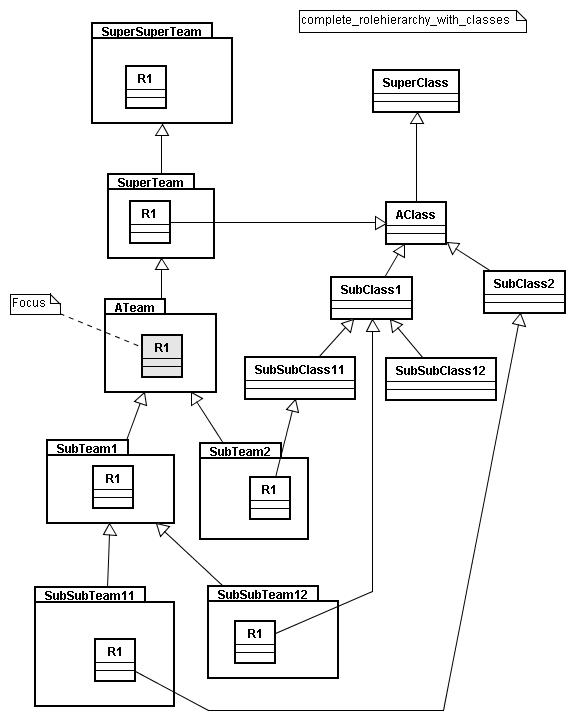 complete_rolehierarchy_with_classes
SuperSuperTeam
R1
SuperClass
SuperTeam
R1
AClass
SubClass1
SubClass2
Focus
ATeam
R1
SubSubClass11
SubSubClass12
SubTeam1
R1
SubTeam2
R1
SubSubTeam11
R1
SubSubTeam12
R1